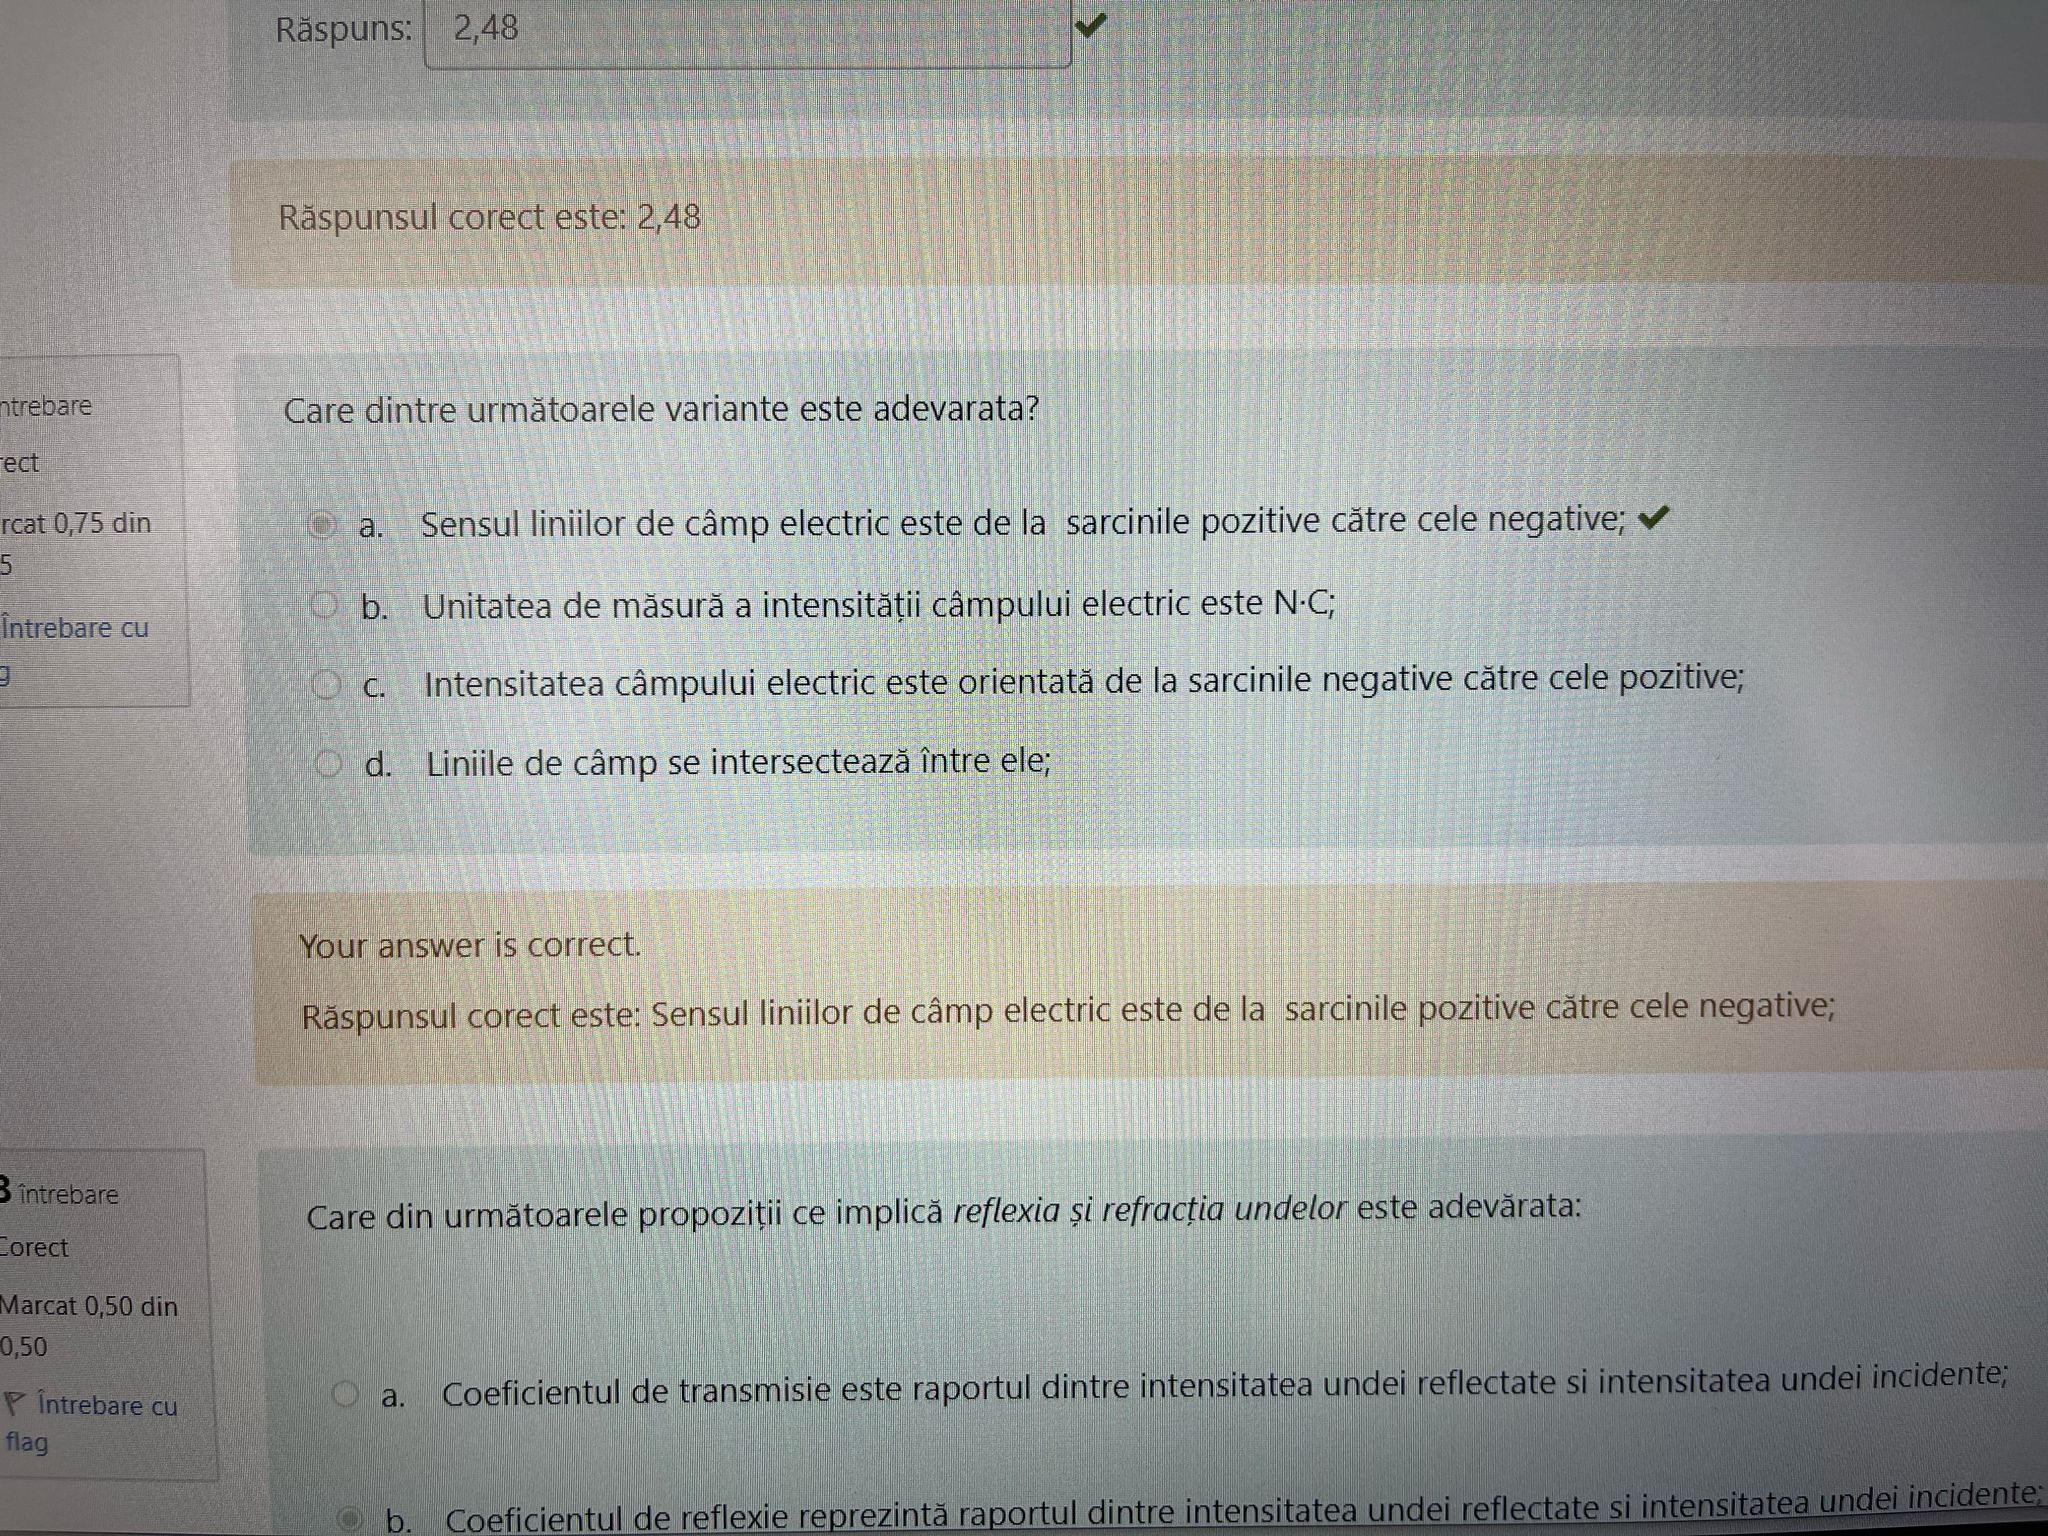 Răspuns: 2,48
Răspunsul corect este: 2,48
ntrebare
rect
rcat 0,75 din
5
Întrebare cu
g
Care dintre următoarele variante este adevarata?
a. Sensul liniilor de câmp electric este de la sarcinile pozitive către cele negative;
b. Unitatea de măsură a intensității câmpului electric este N·C;
c. Intensitatea câmpului electric este orientată de la sarcinile negative către cele pozitive;
d. Liniile de câmp se intersectează între ele;
Your answer is correct.
Răspunsul corect este: Sensul liniilor de câmp electric este de la sarcinile pozitive către cele negative;
3 întrebare
Corect
Marcat 0,50 din
0,50
Întrebare cu
flag
Care din următoarele propoziții ce implică reflexia și refracția undelor este adevărata:
a. Coeficientul de transmisie este raportul dintre intensitatea undei reflectate si intensitatea undei incidente;
b. Coeficientul de reflexie reprezintă raportul dintre intensitatea undei reflectate si intensitatea undei incidente;